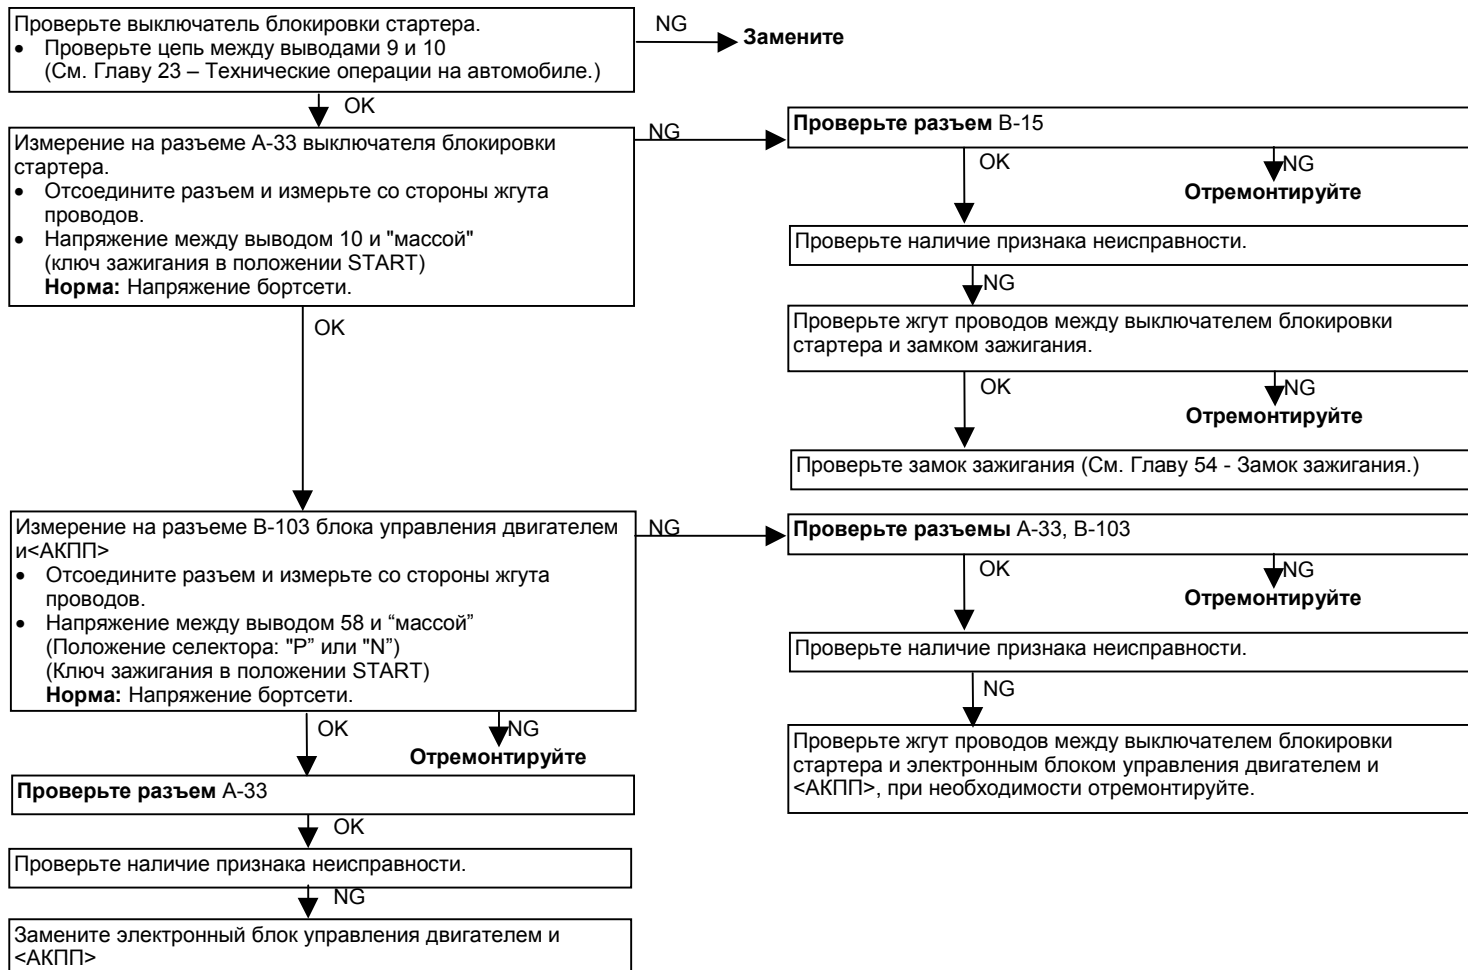 Проверьте выключатель блокировки стартера.
• Проверьте цепь между выводами 9 и 10
(См. Главу 23 – Технические операции на автомобиле.)
NG
Замените
OK
Измерение на разъеме А-33 выключателя блокировки
стартера.
• Отсоедините разъем и измерьте со стороны жгута
проводов.
• Напряжение между выводом 10 и "массой"
(ключ зажигания в положении START)
Норма: Напряжение бортсети.
NG
Проверьте разъем В-15
OK
NG
Отремонтируйте
Проверьте наличие признака неисправности.
NG
Проверьте жгут проводов между выключателем блокировки
стартера и замком зажигания.
OK
NG
Отремонтируйте
Проверьте замок зажигания (См. Главу 54 - Замок зажигания.)
OK
Измерение на разъеме В-103 блока управления двигателем
и<АКПП>
• Отсоедините разъем и измерьте со стороны жгута
проводов.
• Напряжение между выводом 58 и “массой”
(Положение селектора: "P” или "N”)
(Ключ зажигания в положении START)
Норма: Напряжение бортсети.
NG
Проверьте разъемы А-33, В-103
OK
NG
Отремонтируйте
Проверьте наличие признака неисправности.
NG
Проверьте жгут проводов между выключателем блокировки
стартера и электронным блоком управления двигателем и
<АКПП>, при необходимости отремонтируйте.
OK
NG
Отремонтируйте
Проверьте разъем А-33
OK
Проверьте наличие признака неисправности.
NG
Замените электронный блок управления двигателем и
<АКПП>